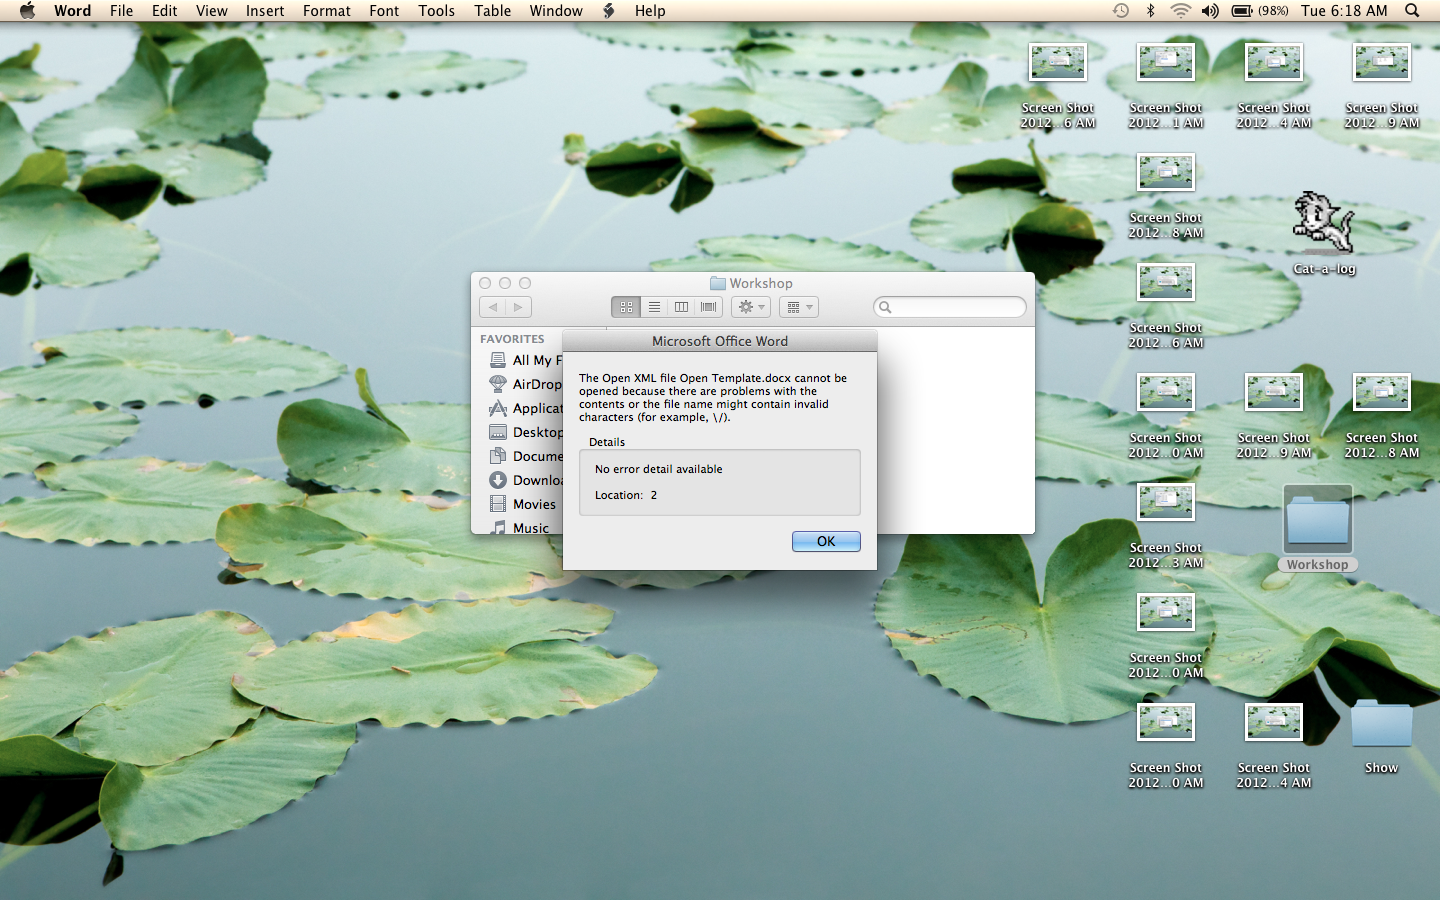 Word File Edit View Insert Format Font Tools Table Window Help (98%) Tue 6:18 AM
Screen Shot
2012...6 AM
Screen Shot
2012...1 AM
Screen Shot
2012...4 AM
Screen Shot
2012...9 AM
Screen Shot
2012...8 AM
Cat-a-log
Screen Shot
2012...6 AM
Workshop
FAVORITES
All My F
AirDrop
Applicat
Desktop
Docume
Downloa
Movies
Music
Microsoft Office Word
The Open XML file Open Template.docx cannot be
opened because there are problems with the
contents or the file name might contain invalid
characters (for example, \/).
Details
No error detail available
Location: 2
OK
Screen Shot
2012...0 AM
Screen Shot
2012...9 AM
Screen Shot
2012...8 AM
Screen Shot
2012...3 AM
Workshop
Screen Shot
2012...0 AM
Screen Shot
2012...0 AM
Screen Shot
2012...4 AM
Show